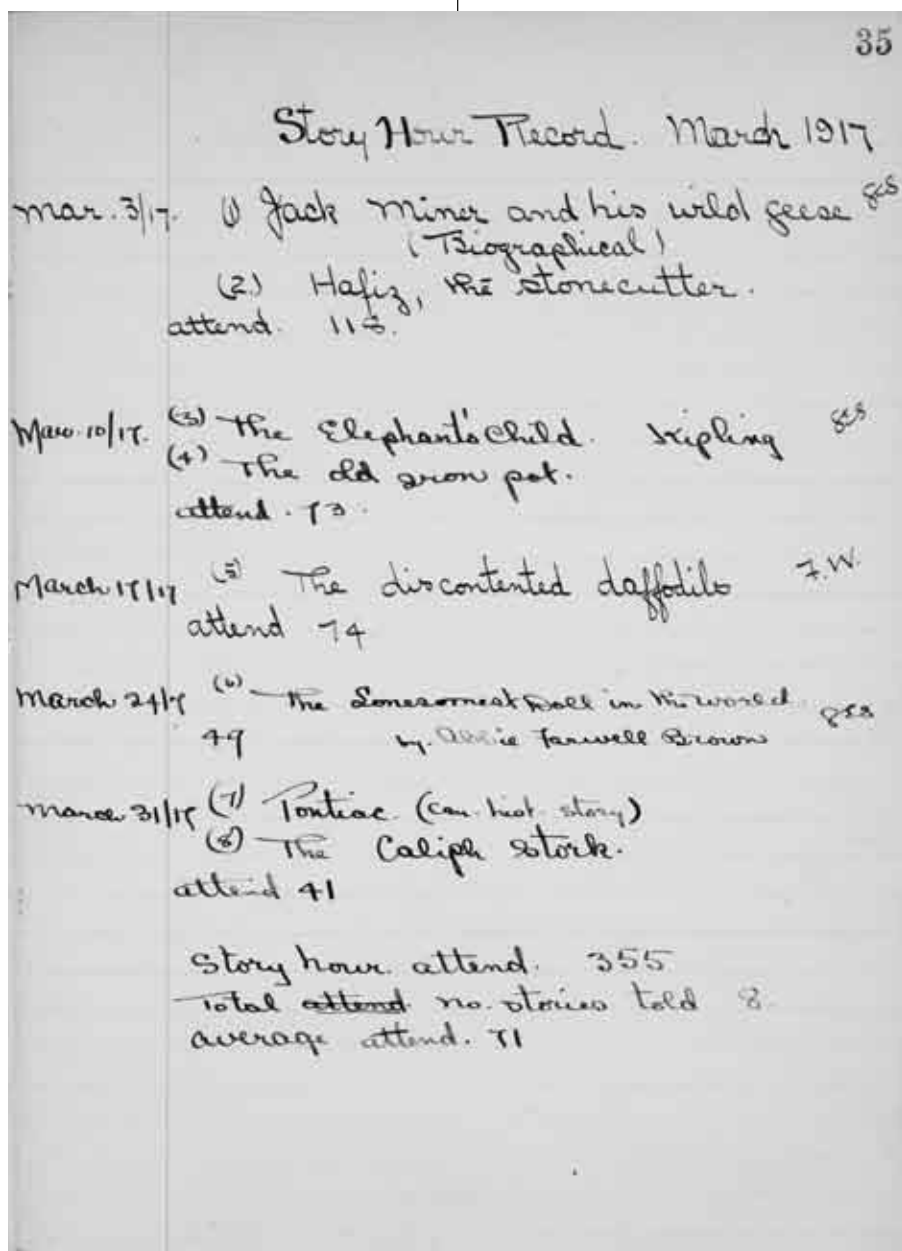 35
Story Hour Record. March 1917
Mar. 3/17. (1) Jack Miner and his wild geese
(Biographical)
(2) Hafiz, the stonecutter.
attend. 118.
Mar. 10/17. (3) The Elephant's Child. Kipling
(4) The old iron pot.
attend. 73.
March 17/17 (5) The discontented daffodils F.W.
attend 74
March 24/17 (6) The Lonesomest Doll in the world
49 by Abbie Farwell Brown
March 31/17 (7) Pontiac. (Can. hist. story)
(8) The Caliph Stork.
attend 41
Story hour. attend. 355
Total attend. no. stories told 8.
average attend. 71